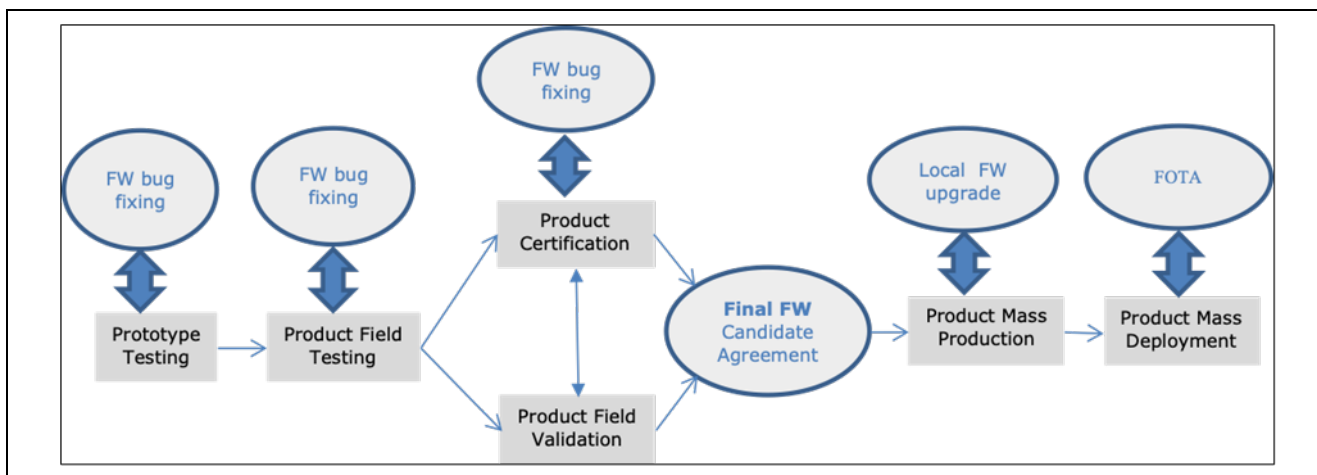 FW bug
fixing
FW bug
fixing
FW bug
fixing
Local FW
upgrade
FOTA
Product
Certification
Prototype
Testing
Product Field
Testing
Final FW
Candidate
Agreement
Product Mass
Production
Product Mass
Deployment
Product Field
Validation